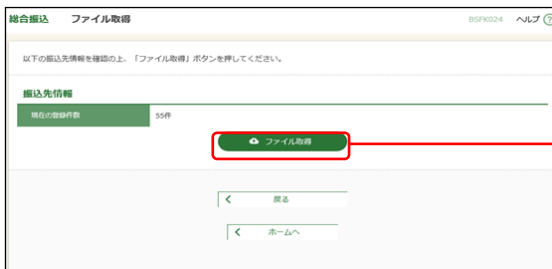 総合振込 ファイル取得 BSFK024 ヘルプ ?
以下の振込先情報を確認の上、「ファイル取得」ボタンを押してください。
振込先情報
現在の登録件数 55件
ファイル取得
戻る
ホームへ